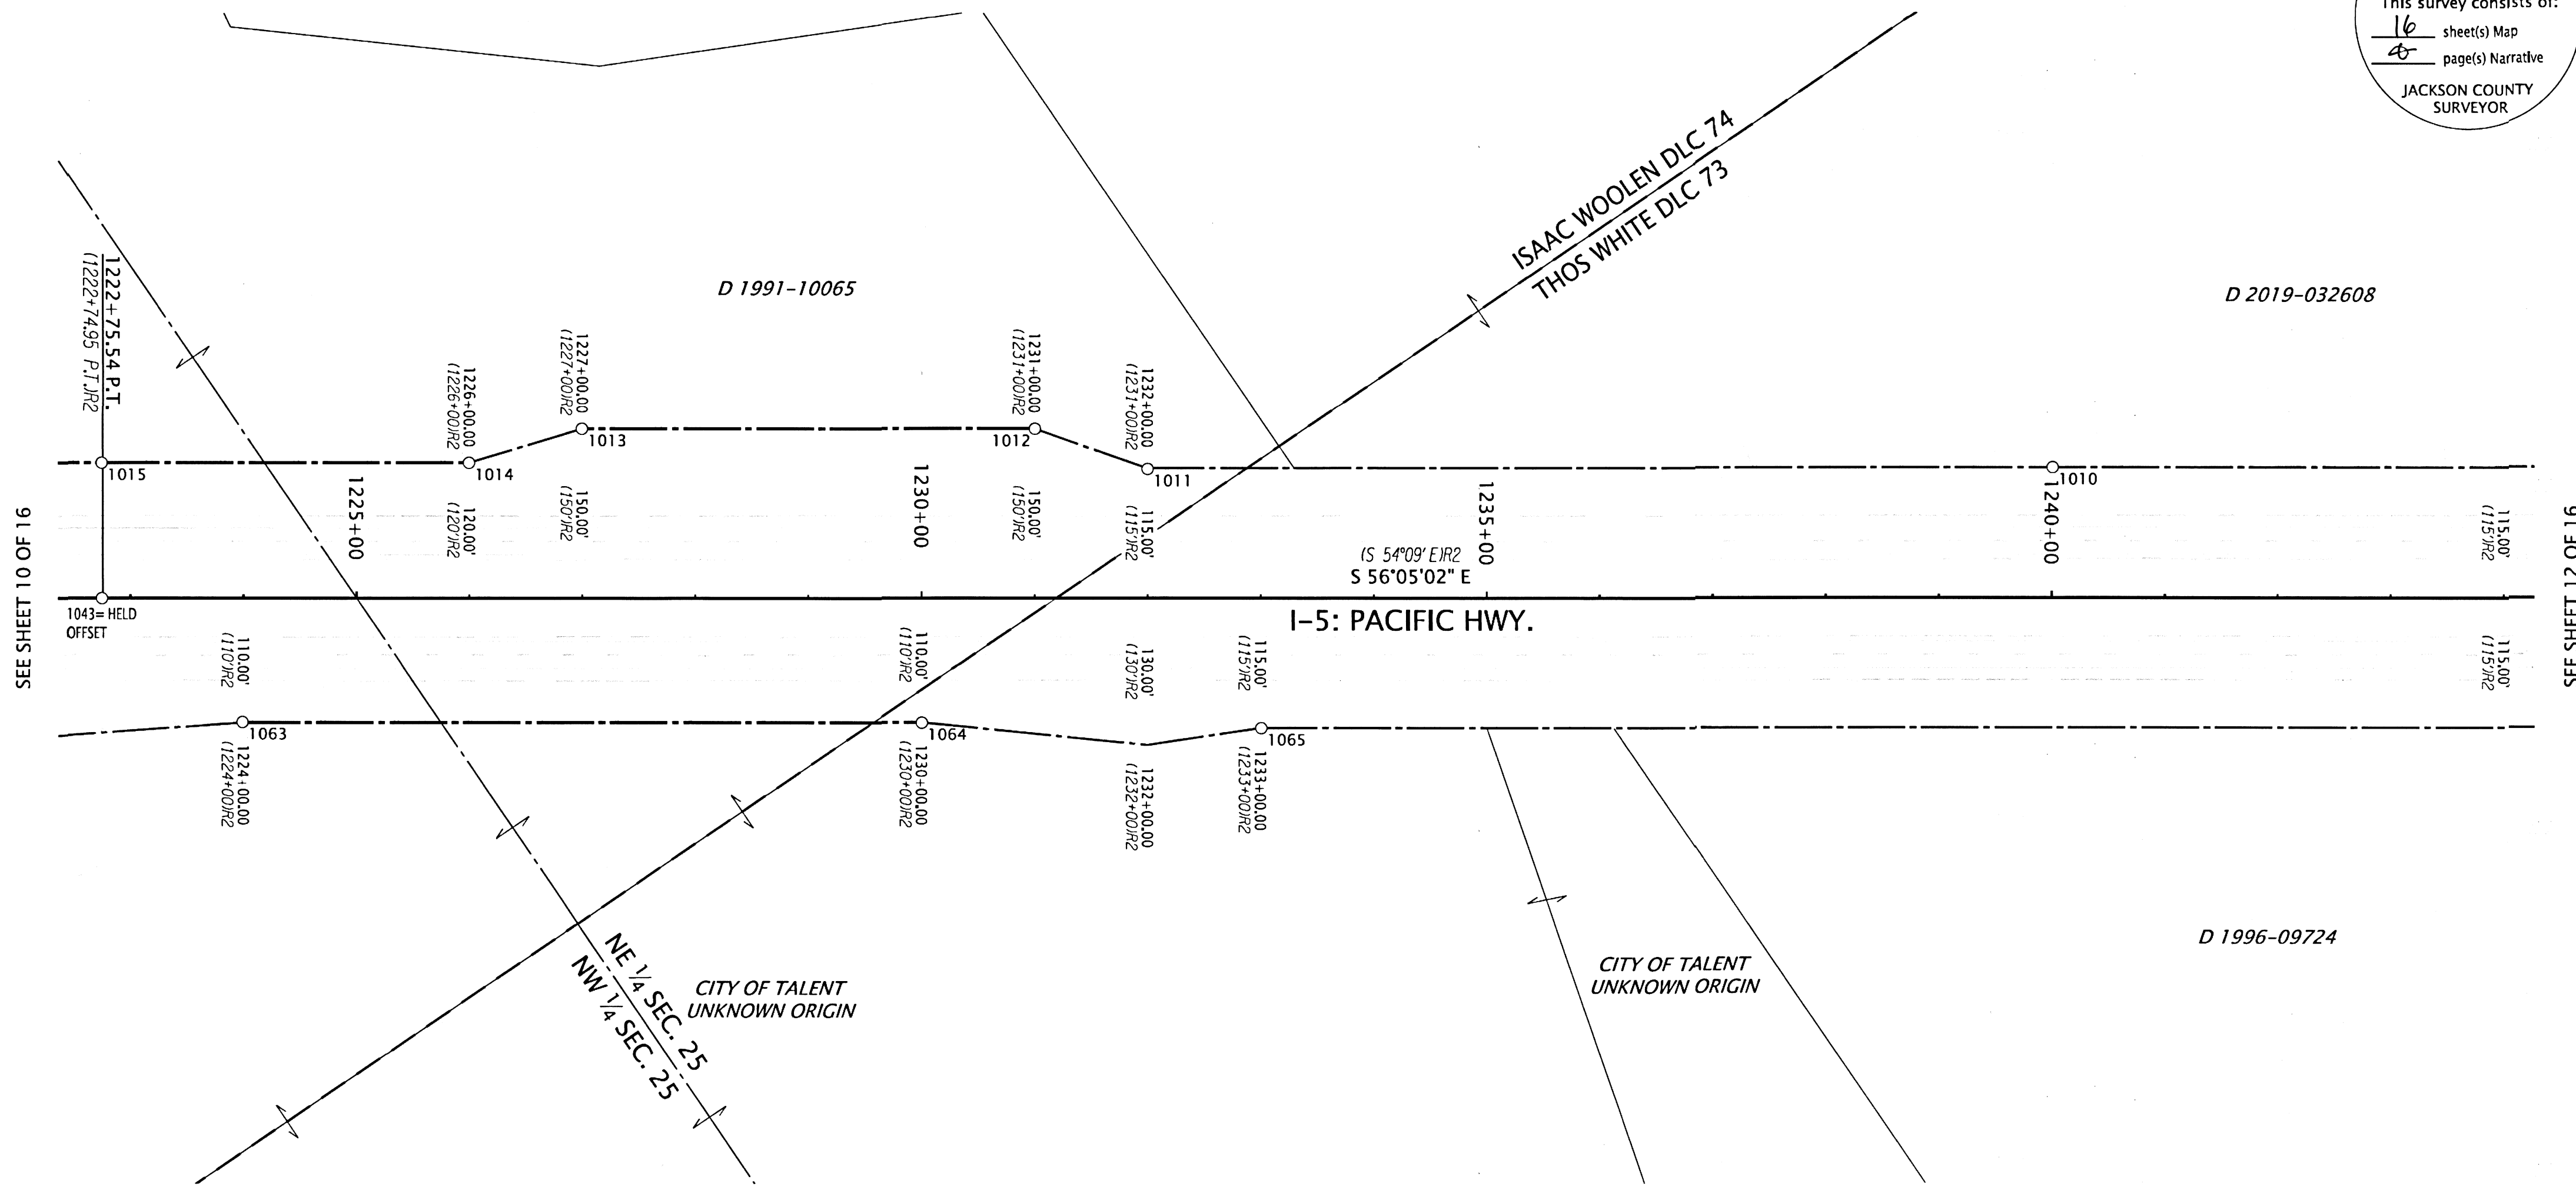 This survey consists of:
16 sheet(s) Map
page(s) Narrative
JACKSON COUNTY
SURVEYOR
ISAAC WOOLEN DLC 74
THOS WHITE DLC 73
D 1991-10065
D 2019-032608
1222+75.54 P.T.
(1222+74.95 P.T.)R2
1226+00.00
(1226+00)R2
1227+00.00
(1227+00)R2
1231+00.00
(1231+00)R2
1232+00.00
(1231+00)R2
1015
1014
1013
1012
1011
1010
1225+00
120.00'
(120')R2
150.00'
(150')R2
1230+00
150.00'
(150')R2
115.00'
(115')R2
1235+00
1240+00
115.00'
(115')R2
(S 54°09' E)R2
S 56°05'02" E
SEE SHEET 10 OF 16
SEE SHEET 12 OF 16
1043= HELD
OFFSET
I-5: PACIFIC HWY.
110.00'
(110')R2
110.00'
(110')R2
130.00'
(130')R2
115.00'
(115')R2
115.00'
(115')R2
1063
1064
1065
1224+00.00
(1224+00)R2
1230+00.00
(1230+00)R2
1232+00.00
(1232+00)R2
1233+00.00
(1233+00)R2
NE 1/4 SEC. 25
NW 1/4 SEC. 25
CITY OF TALENT
UNKNOWN ORIGIN
CITY OF TALENT
UNKNOWN ORIGIN
D 1996-09724